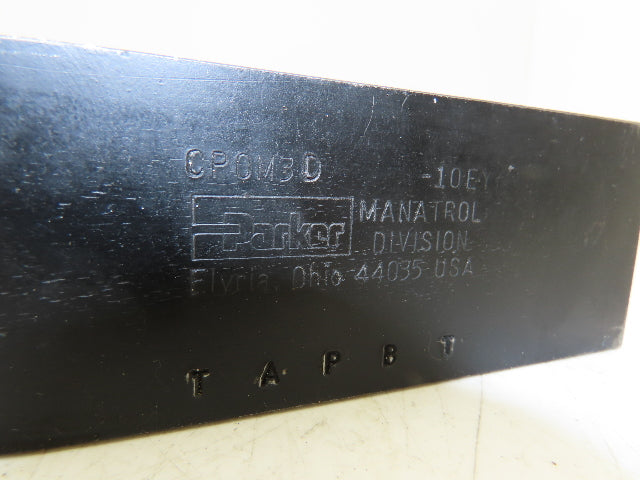 CPOM3D -10EY
Parker MANATROL
DIVISION
Elyria, Ohio 44035 USA
T A P B T